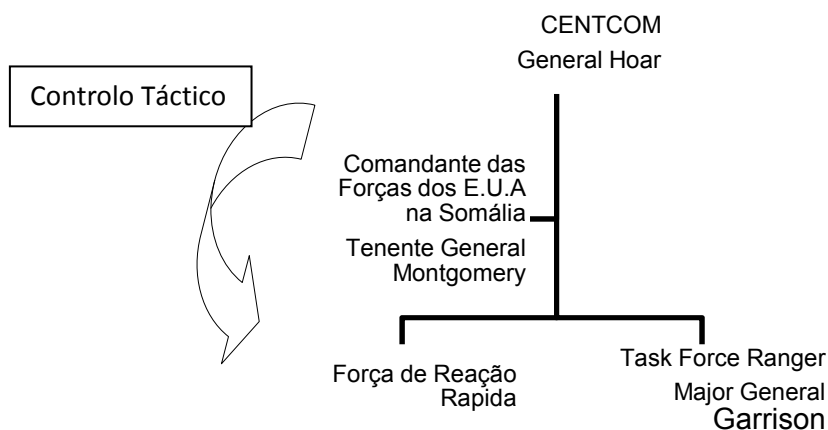 CENTCOM
General Hoar
Controlo Táctico
Comandante das
Forças dos E.U.A
na Somália
Tenente General
Montgomery
Força de Reação
Rapida
Task Force Ranger
Major General
Garrison